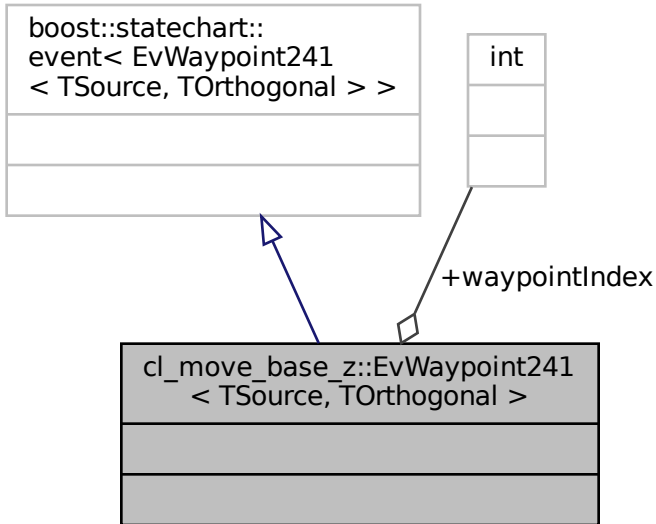 boost::statechart::
event< EvWaypoint241
< TSource, TOrthogonal > >
int
+waypointIndex
cl_move_base_z::EvWaypoint241
< TSource, TOrthogonal >